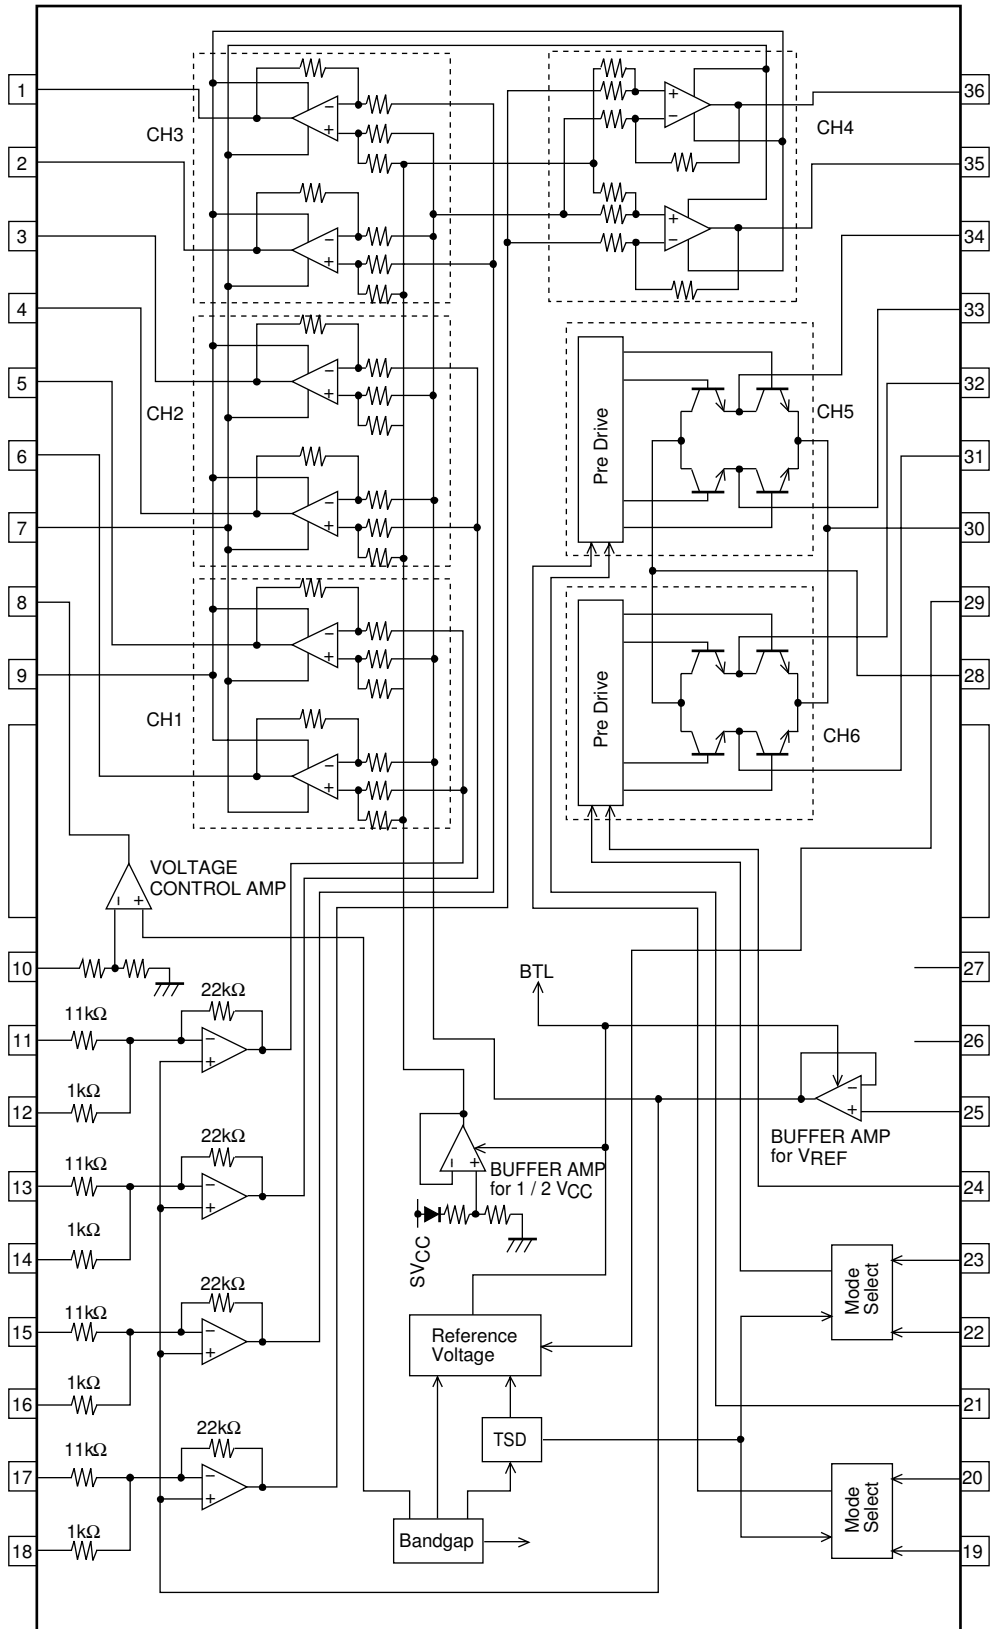 1
36
CH3
CH4
2
35
3
34
4
33
5
32
CH2
CH5
Pre Drive
6
31
7
30
8
29
9
28
CH1
CH6
Pre Drive
VOLTAGE
CONTROL AMP
10
27
BTL
22kΩ
11kΩ
11
26
1kΩ
12
25
BUFFER AMP
for VREF
22kΩ
11kΩ
13
BUFFER AMP
for 1 / 2 VCC
24
1kΩ
14
SVCC
23
Mode
Select
22kΩ
11kΩ
15
Reference
Voltage
22
1kΩ
16
21
22kΩ
11kΩ
TSD
17
20
Mode
Select
1kΩ
18
Bandgap
19
+
−
+
−
+
−
+
−
+
−
+
−
+
−
+
−
+
−
+
−
+
−
+
−
+
−
+
−
+
−